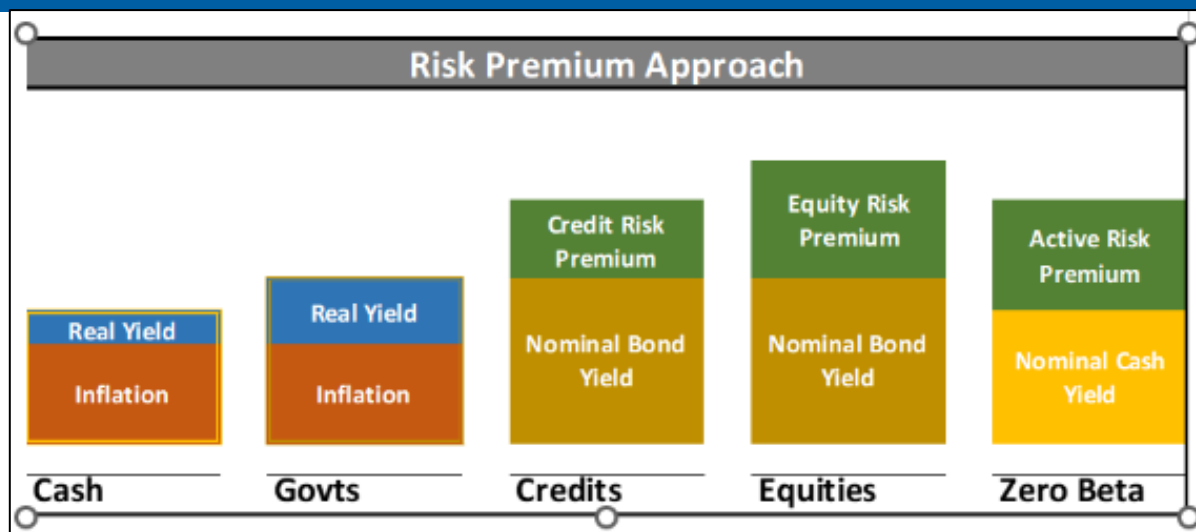 Risk Premium Approach
Real Yield
Inflation
Cash
Real Yield
Inflation
Govts
Credit Risk
Premium
Nominal Bond
Yield
Credits
Equity Risk
Premium
Nominal Bond
Yield
Equities
Active Risk
Premium
Nominal Cash
Yield
Zero Beta